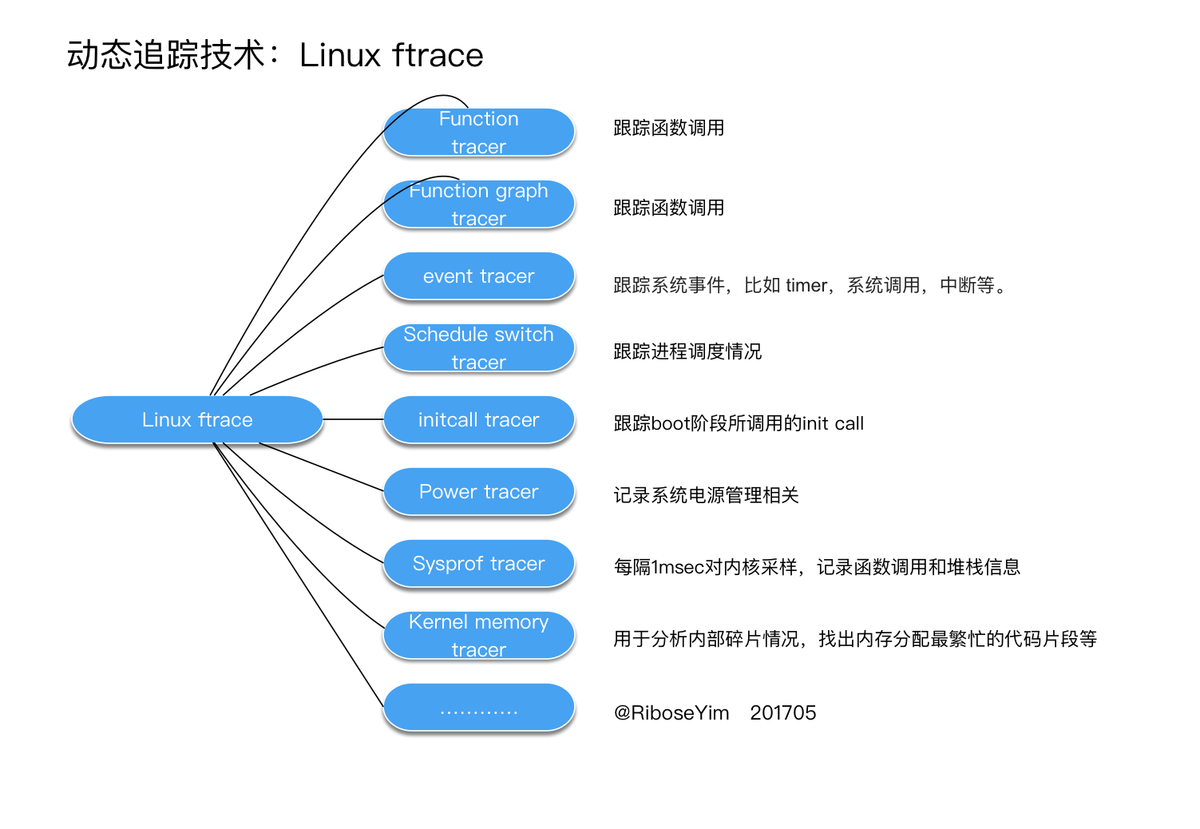 动态追踪技术：Linux ftrace
Function
tracer
跟踪函数调用
Function graph
tracer
跟踪函数调用
event tracer
跟踪系统事件，比如 timer，系统调用，中断等。
Schedule switch
tracer
跟踪进程调度情况
Linux ftrace
initcall tracer
跟踪boot阶段所调用的init call
Power tracer
记录系统电源管理相关
Sysprof tracer
每隔1msec对内核采样，记录函数调用和堆栈信息
Kernel memory
tracer
用于分析内部碎片情况，找出内存分配最繁忙的代码片段等
…………
@RiboseYim 201705